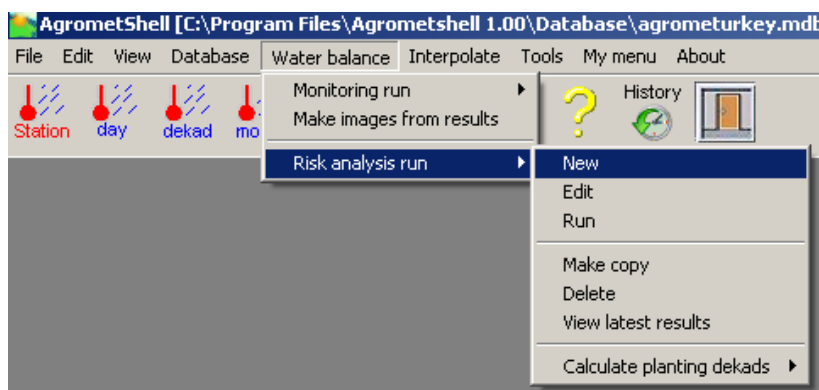 AgrometShell [C:\Program Files\Agrometshell 1.00\Database\agrometurkey.mdb
File Edit View Database Water balance Interpolate Tools My menu About
Station day dekad mo History
Monitoring run
Make images from results
Risk analysis run
New
Edit
Run
Make copy
Delete
View latest results
Calculate planting dekads